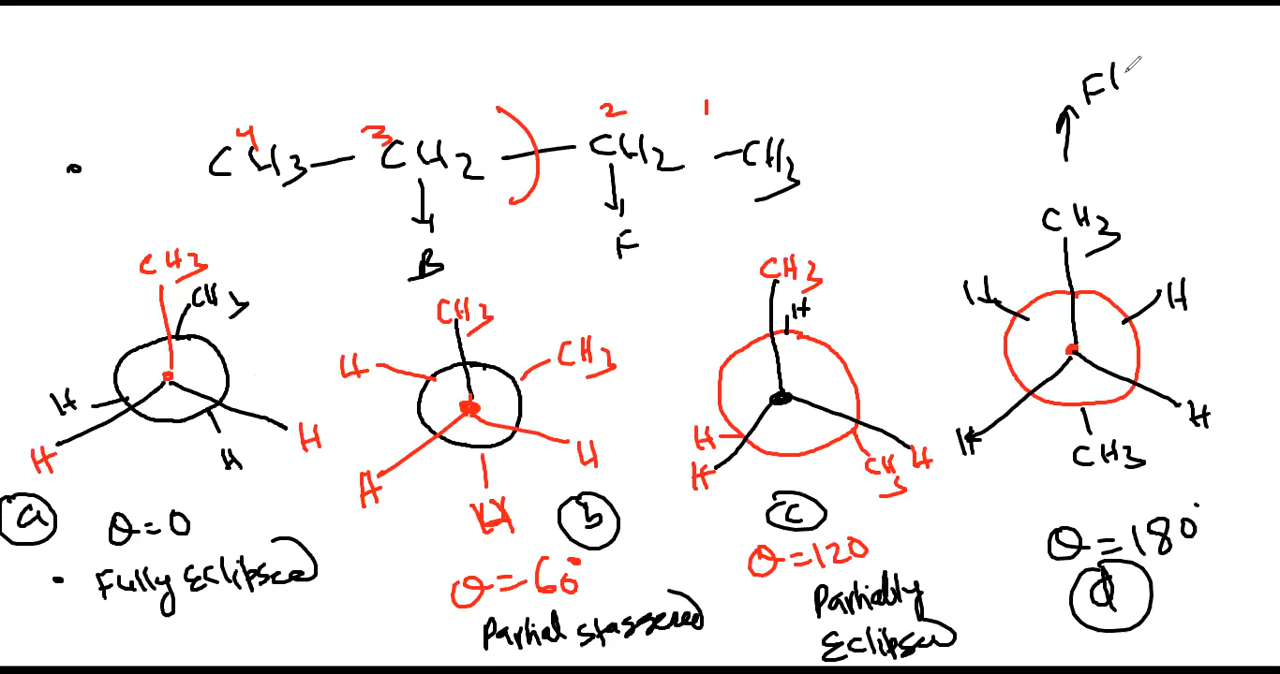 4 3 2 1
CH3 - CH2 - CH2 - CH3
B F
CH3
CH3
H
H
H
H
CH3
H
CH3
H
H
H
CH3
H
H
H
CH3
H
Fl
CH3
H
H
H
H
CH3
a
θ=0
Fully Eclipsed
b
θ=60°
Partial staggered
c
θ=120
Partially
Eclipsed
θ=180°
d